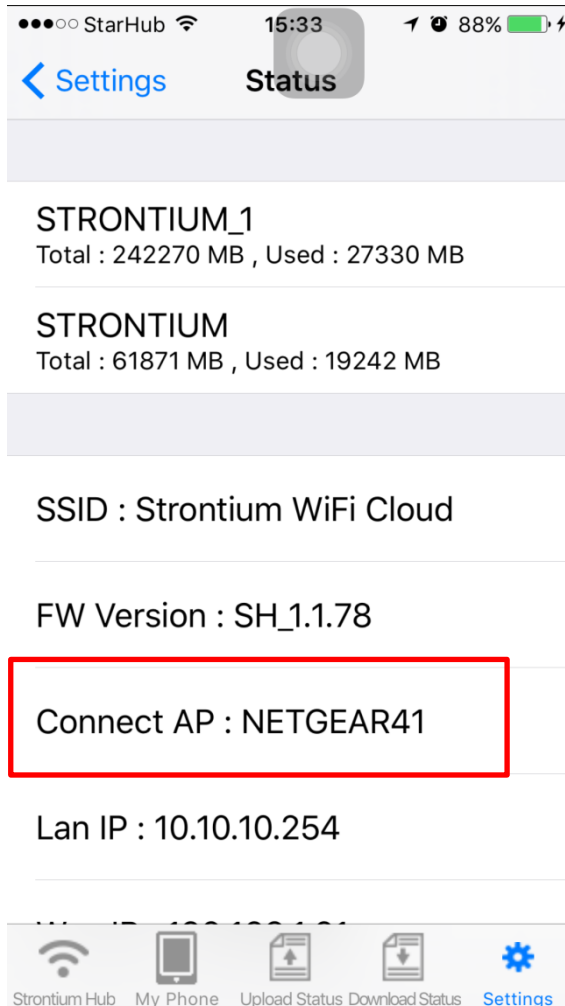 StarHub 15:33 88%
Settings Status
STRONTIUM_1
Total : 242270 MB , Used : 27330 MB
STRONTIUM
Total : 61871 MB , Used : 19242 MB
SSID : Strontium WiFi Cloud
FW Version : SH_1.1.78
Connect AP : NETGEAR41
Lan IP : 10.10.10.254
Strontium Hub My Phone Upload Status Download Status Settings